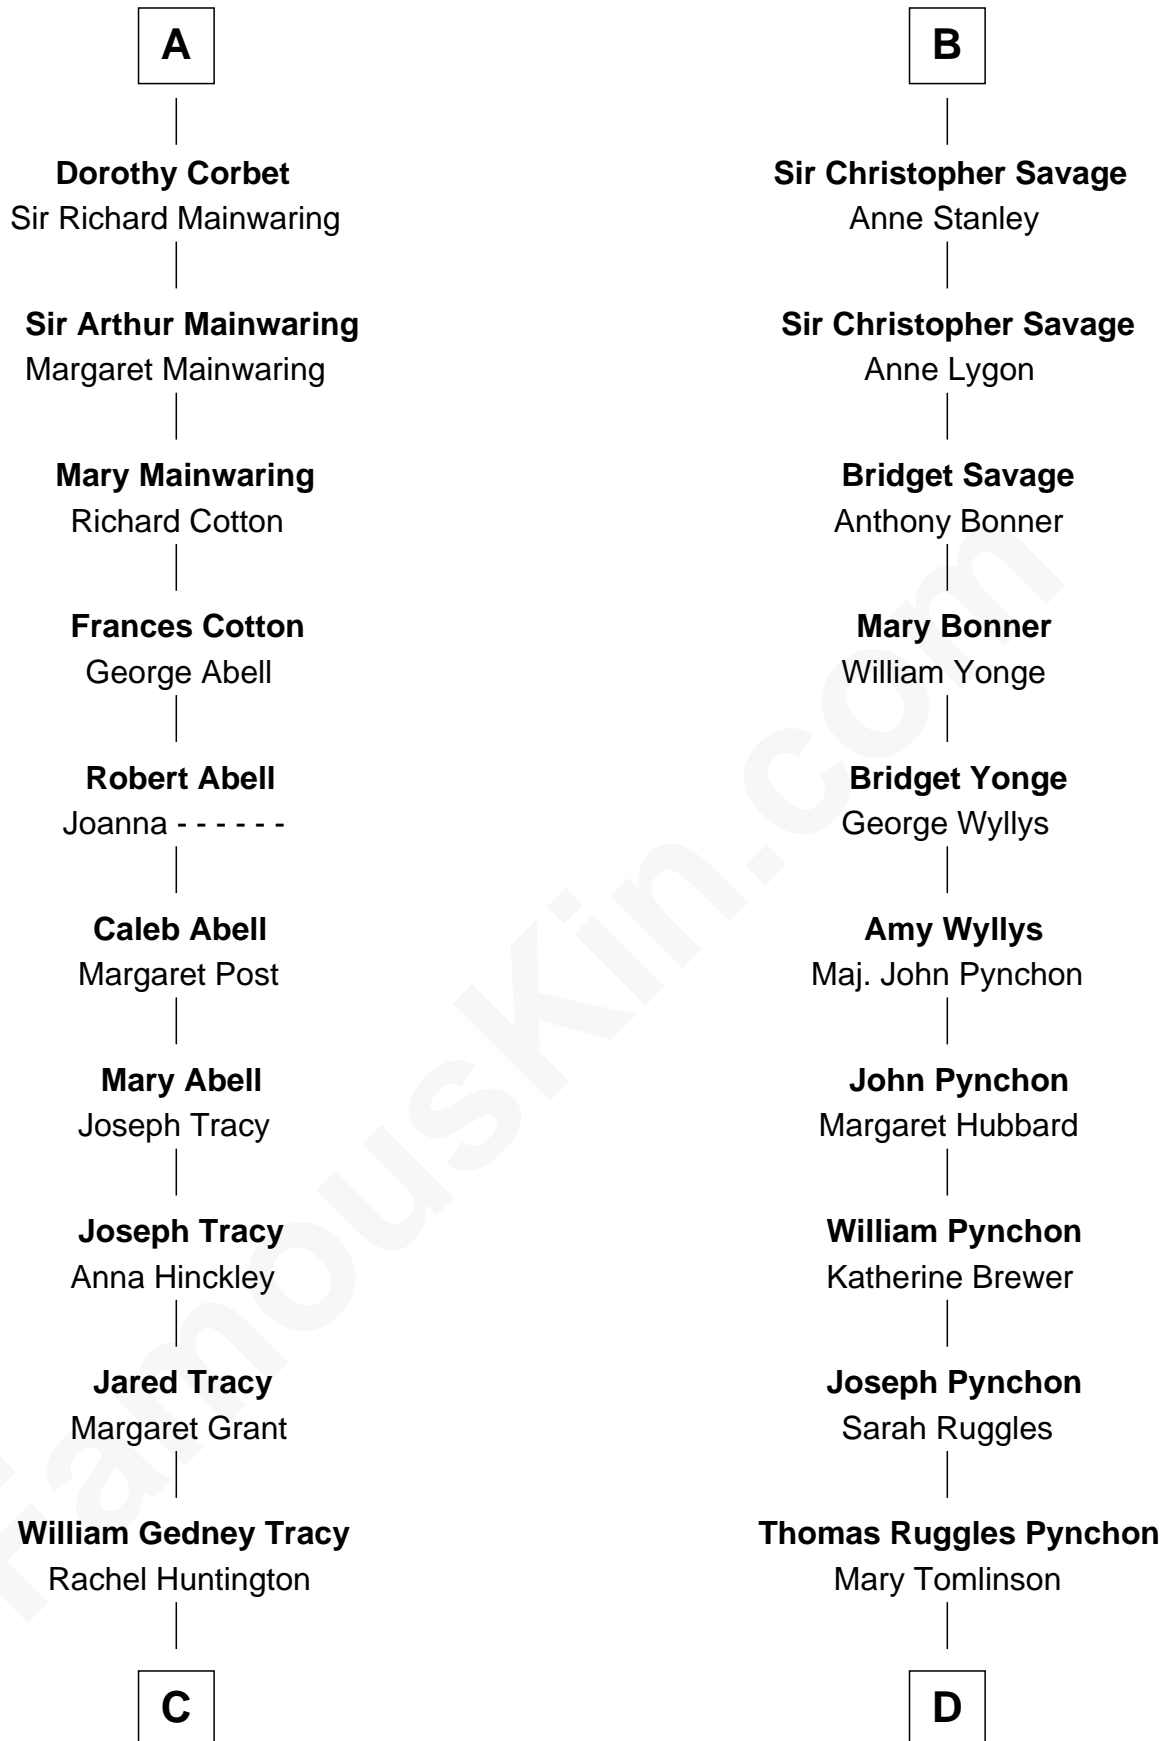 A
Dorothy Corbet
Sir Richard Mainwaring
Sir Arthur Mainwaring
Margaret Mainwaring
Mary Mainwaring
Richard Cotton
Frances Cotton
George Abell
Robert Abell
Joanna - - - - - -
Caleb Abell
Margaret Post
Mary Abell
Joseph Tracy
Joseph Tracy
Anna Hinckley
Jared Tracy
Margaret Grant
William Gedney Tracy
Rachel Huntington
C
B
Sir Christopher Savage
Anne Stanley
Sir Christopher Savage
Anne Lygon
Bridget Savage
Anthony Bonner
Mary Bonner
William Yonge
Bridget Yonge
George Wyllys
Amy Wyllys
Maj. John Pynchon
John Pynchon
Margaret Hubbard
William Pynchon
Katherine Brewer
Joseph Pynchon
Sarah Ruggles
Thomas Ruggles Pynchon
Mary Tomlinson
D
FamousKin.com